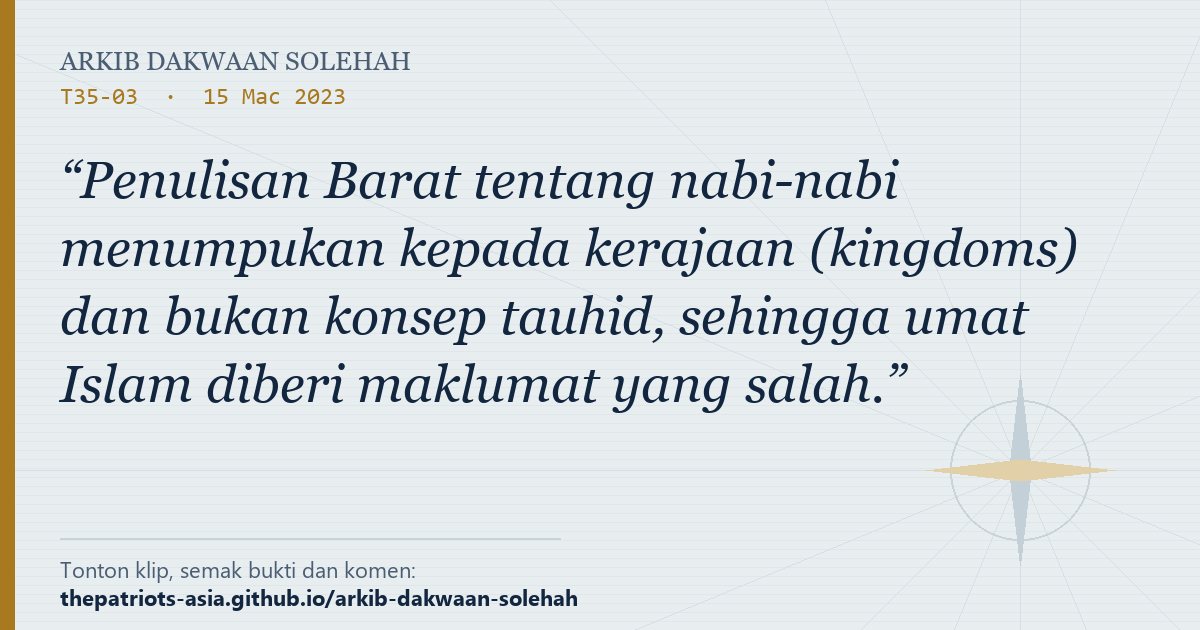 ARKIB DAKWAAN SOLEHAH
T35-03 · 15 Mac 2023
“Penulisan Barat tentang nabi-nabi
menumpukan kepada kerajaan (kingdoms)
dan bukan konsep tauhid, sehingga umat
Islam diberi maklumat yang salah.”
Tonton klip, semak bukti dan komen:
thepatriots-asia.github.io/arkib-dakwaan-solehah